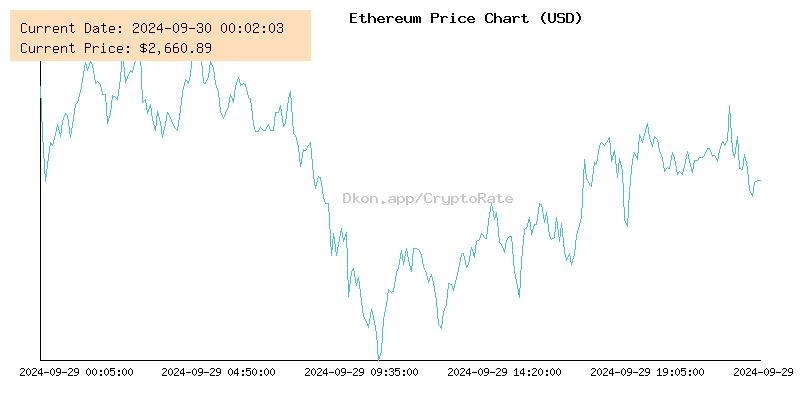 Ethereum Price Chart (USD)
Current Date: 2024-09-30 00:02:03
Current Price: $2,660.89
Dkon.app/CryptoRate
2024-09-29 00:05:00 2024-09-29 04:50:00 2024-09-29 09:35:00 2024-09-29 14:20:00 2024-09-29 19:05:00 2024-09-29